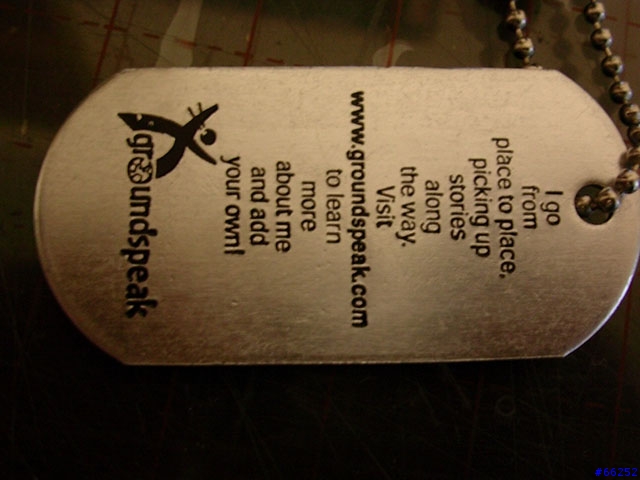 I go
from
place to place,
picking up
stories
along
the way.
Visit
www.groundspeak.com
to learn
more
about me
and add
your own!
groundspeak
#66252